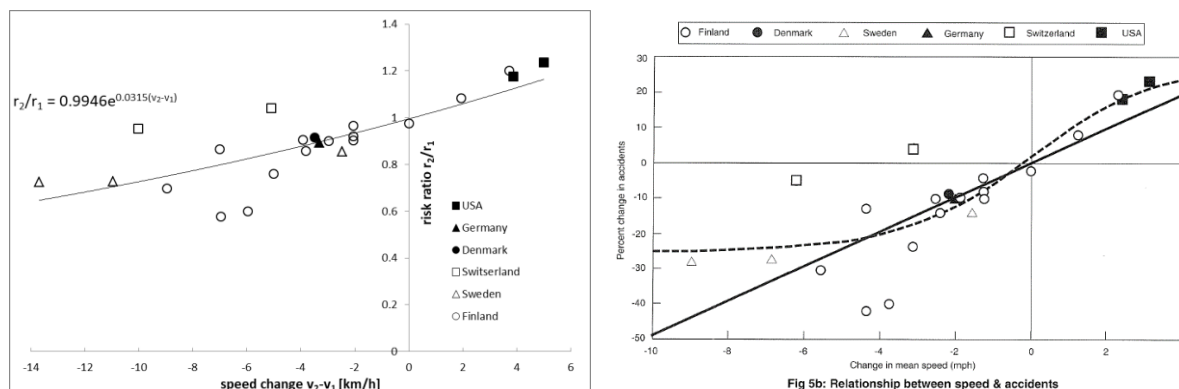 1.4
1.2
1
0.8
0.6
0.4
0.2
0
r₂/r₁ = 0.9946e^0.0315(v₂-v₁)
risk ratio r₂/r₁
USA
Germany
Denmark
Switserland
Sweden
Finland
-14 -12 -10 -8 -6 -4 -2 0 2 4 6
speed change v₂-v₁ [km/h]
Finland Denmark Sweden Germany Switzerland USA
30
20
10
0
-10
-20
-30
-40
-50
Percent change in accidents
-10 -8 -6 -4 -2 0 2
Change in mean speed (mph)
Fig 5b: Relationship between speed & accidents